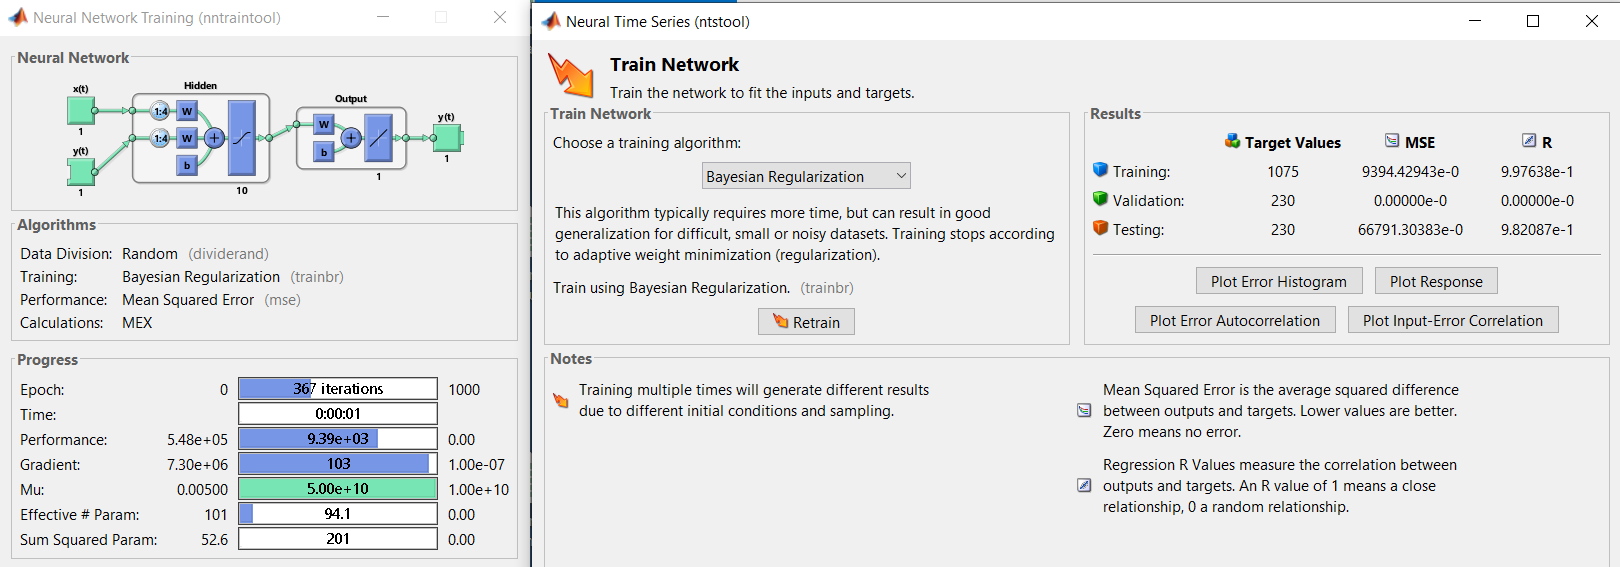 Neural Network Training (nntraintool)
Neural Network
Hidden
Output
x(t)
1:4
W
1
y(t)
1:4
W
b
1
10
W
b
1
y(t)
1
Algorithms
Data Division: Random (dividerand)
Training: Bayesian Regularization (trainbr)
Performance: Mean Squared Error (mse)
Calculations: MEX
Progress
Epoch: 0 367 iterations 1000
Time: 0:00:01
Performance: 5.48e+05 9.39e+03 0.00
Gradient: 7.30e+06 103 1.00e-07
Mu: 0.00500 5.00e+10 1.00e+10
Effective # Param: 101 94.1 0.00
Sum Squared Param: 52.6 201 0.00
Neural Time Series (ntstool)
Train Network
Train the network to fit the inputs and targets.
Train Network
Choose a training algorithm:
Bayesian Regularization
This algorithm typically requires more time, but can result in good
generalization for difficult, small or noisy datasets. Training stops according
to adaptive weight minimization (regularization).
Train using Bayesian Regularization. (trainbr)
Retrain
Results
Target Values MSE R
Training: 1075 9394.42943e-0 9.97638e-1
Validation: 230 0.00000e-0 0.00000e-0
Testing: 230 66791.30383e-0 9.82087e-1
Plot Error Histogram Plot Response
Plot Error Autocorrelation Plot Input-Error Correlation
Notes
Training multiple times will generate different results
due to different initial conditions and sampling.
Mean Squared Error is the average squared difference
between outputs and targets. Lower values are better.
Zero means no error.
Regression R Values measure the correlation between
outputs and targets. An R value of 1 means a close
relationship, 0 a random relationship.